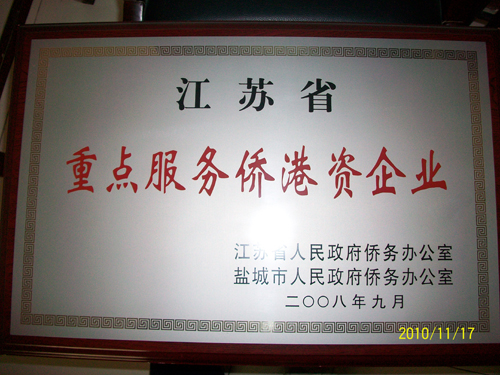 江苏省
重点服务侨港资企业
江苏省人民政府侨务办公室
盐城市人民政府侨务办公室
二〇〇八年九月
2010/11/17